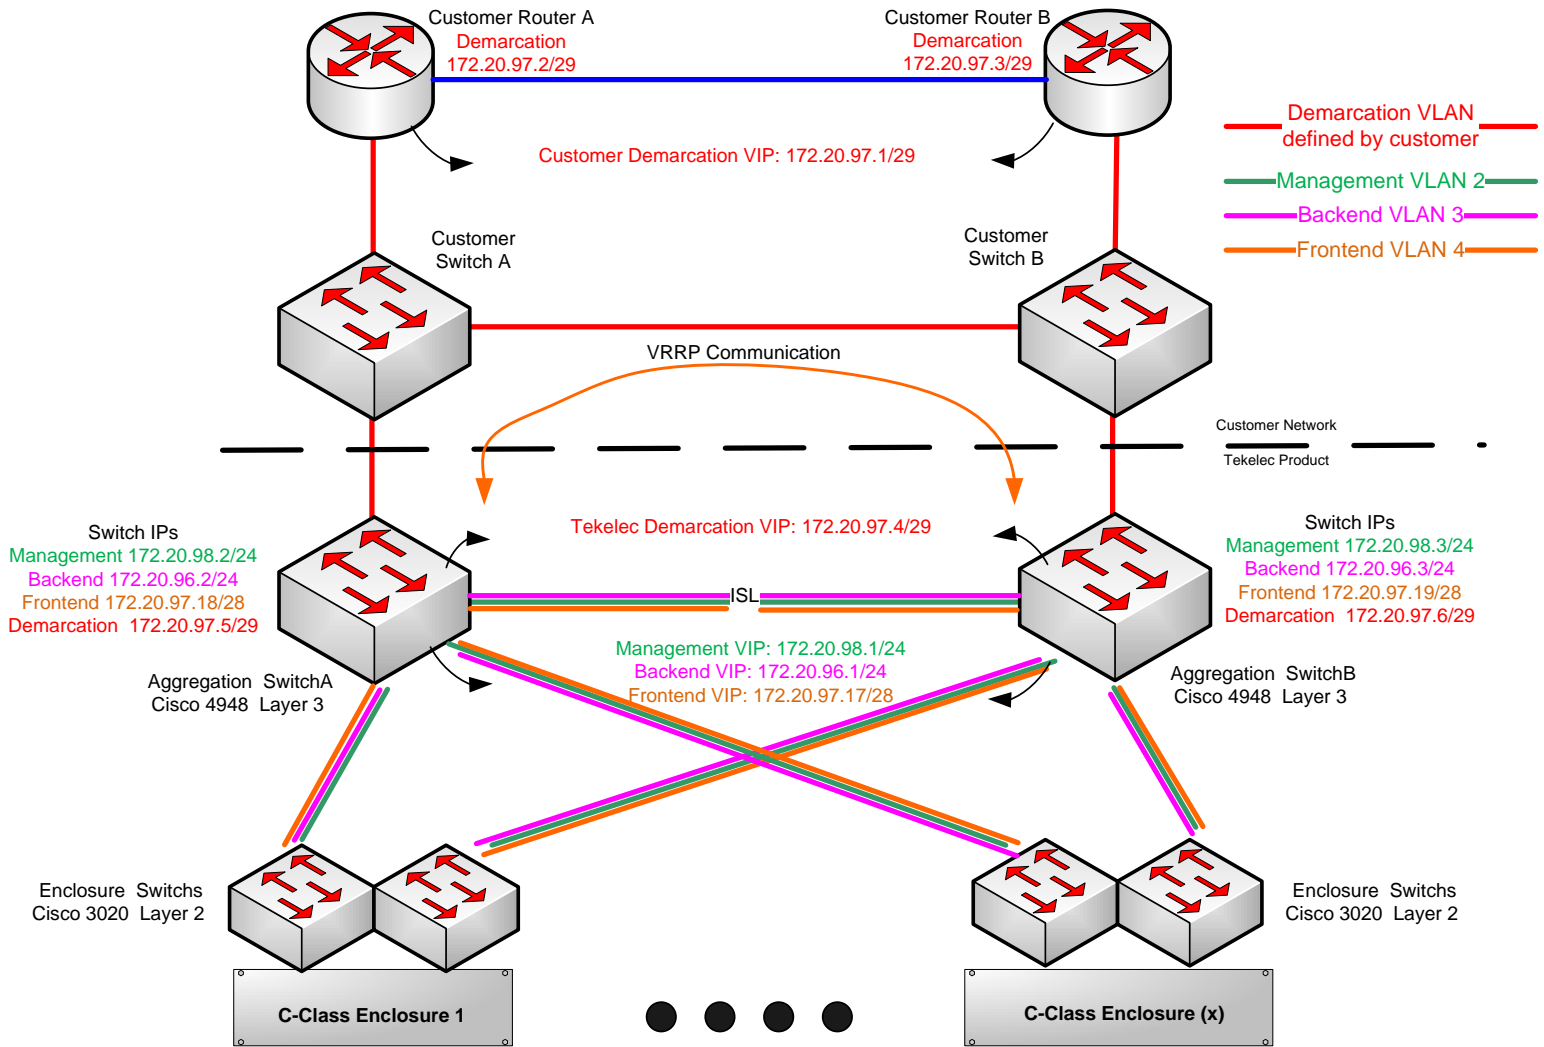 Customer Router A
Demarcation
172.20.97.2/29
Customer Router B
Demarcation
172.20.97.3/29
Demarcation VLAN
defined by customer
Management VLAN 2
Backend VLAN 3
Frontend VLAN 4
Customer Demarcation VIP: 172.20.97.1/29
Customer
Switch A
Customer
Switch B
VRRP Communication
Customer Network
Tekelec Product
Switch IPs
Management 172.20.98.2/24
Backend 172.20.96.2/24
Frontend 172.20.97.18/28
Demarcation 172.20.97.5/29
Tekelec Demarcation VIP: 172.20.97.4/29
Switch IPs
Management 172.20.98.3/24
Backend 172.20.96.3/24
Frontend 172.20.97.19/28
Demarcation 172.20.97.6/29
ISL
Management VIP: 172.20.98.1/24
Backend VIP: 172.20.96.1/24
Frontend VIP: 172.20.97.17/28
Aggregation SwitchA
Cisco 4948 Layer 3
Aggregation SwitchB
Cisco 4948 Layer 3
Enclosure Switchs
Cisco 3020 Layer 2
Enclosure Switchs
Cisco 3020 Layer 2
C-Class Enclosure 1
C-Class Enclosure (x)